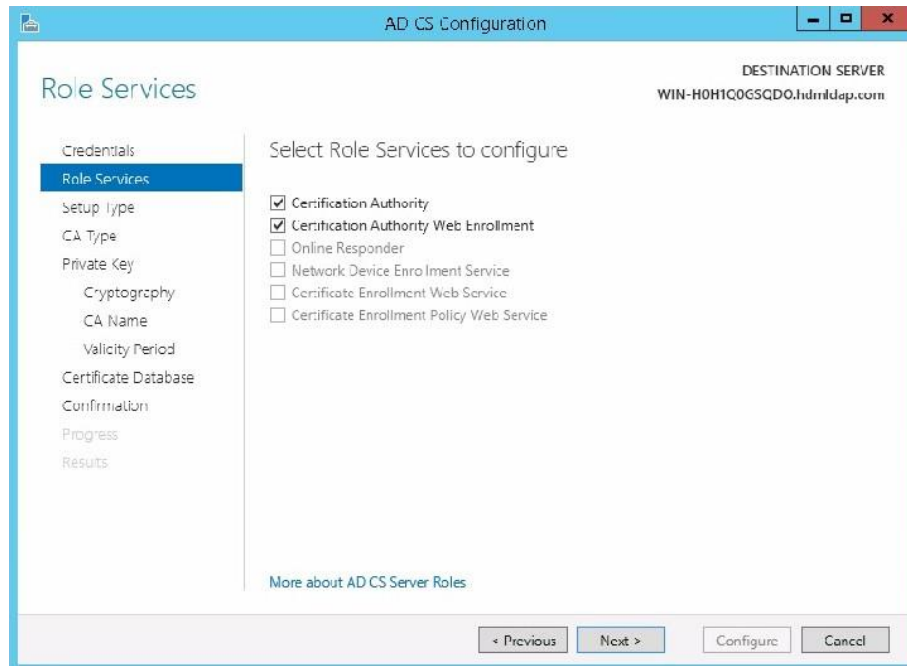 AD CS Configuration
DESTINATION SERVER
WIN-H0H1Q0GSQDO.hdmldap.com
Role Services
Credentials
Role Services
Setup Type
CA Type
Private Key
Cryptography
CA Name
Validity Period
Certificate Database
Confirmation
Progress
Results
Select Role Services to configure
Certification Authority
Certification Authority Web Enrollment
Online Responder
Network Device Enrollment Service
Certificate Enrollment Web Service
Certificate Enrollment Policy Web Service
More about AD CS Server Roles
< Previous
Next >
Configure
Cancel